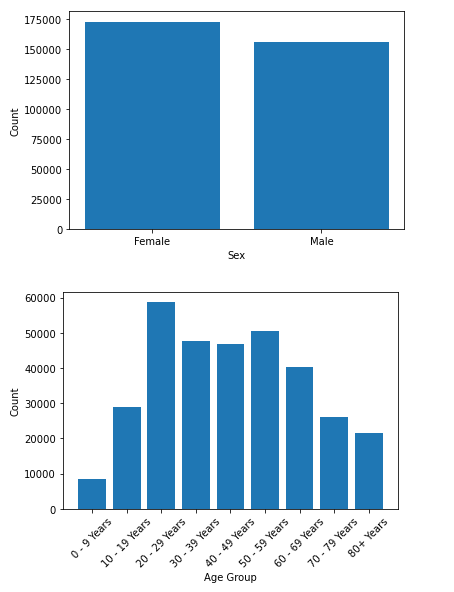 175000
150000
125000
100000
75000
50000
25000
0
Count
Female Male
Sex
60000
50000
40000
30000
20000
10000
0
Count
0 - 9 Years
10 - 19 Years
20 - 29 Years
30 - 39 Years
40 - 49 Years
50 - 59 Years
60 - 69 Years
70 - 79 Years
80+ Years
Age Group